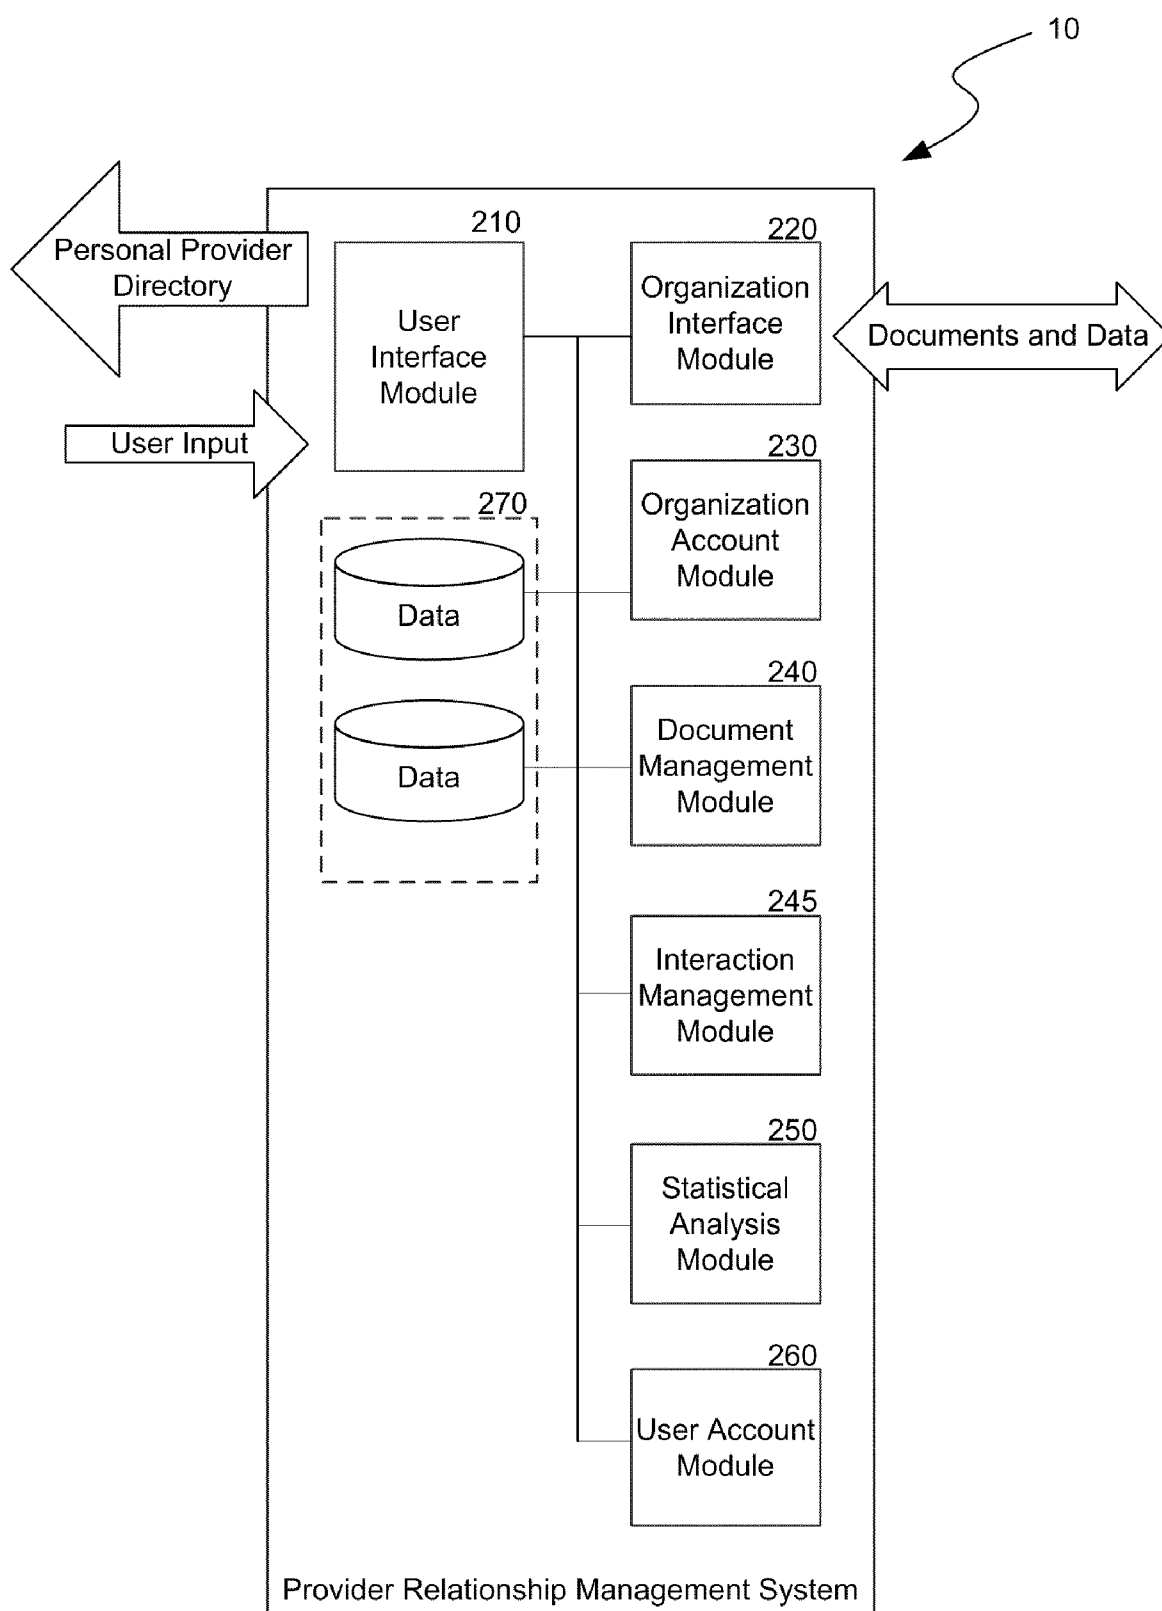 10
Personal Provider
Directory
User Input
210
User
Interface
Module
220
Organization
Interface
Module
Documents and Data
230
Organization
Account
Module
270
Data
Data
240
Document
Management
Module
245
Interaction
Management
Module
250
Statistical
Analysis
Module
260
User Account
Module
Provider Relationship Management System